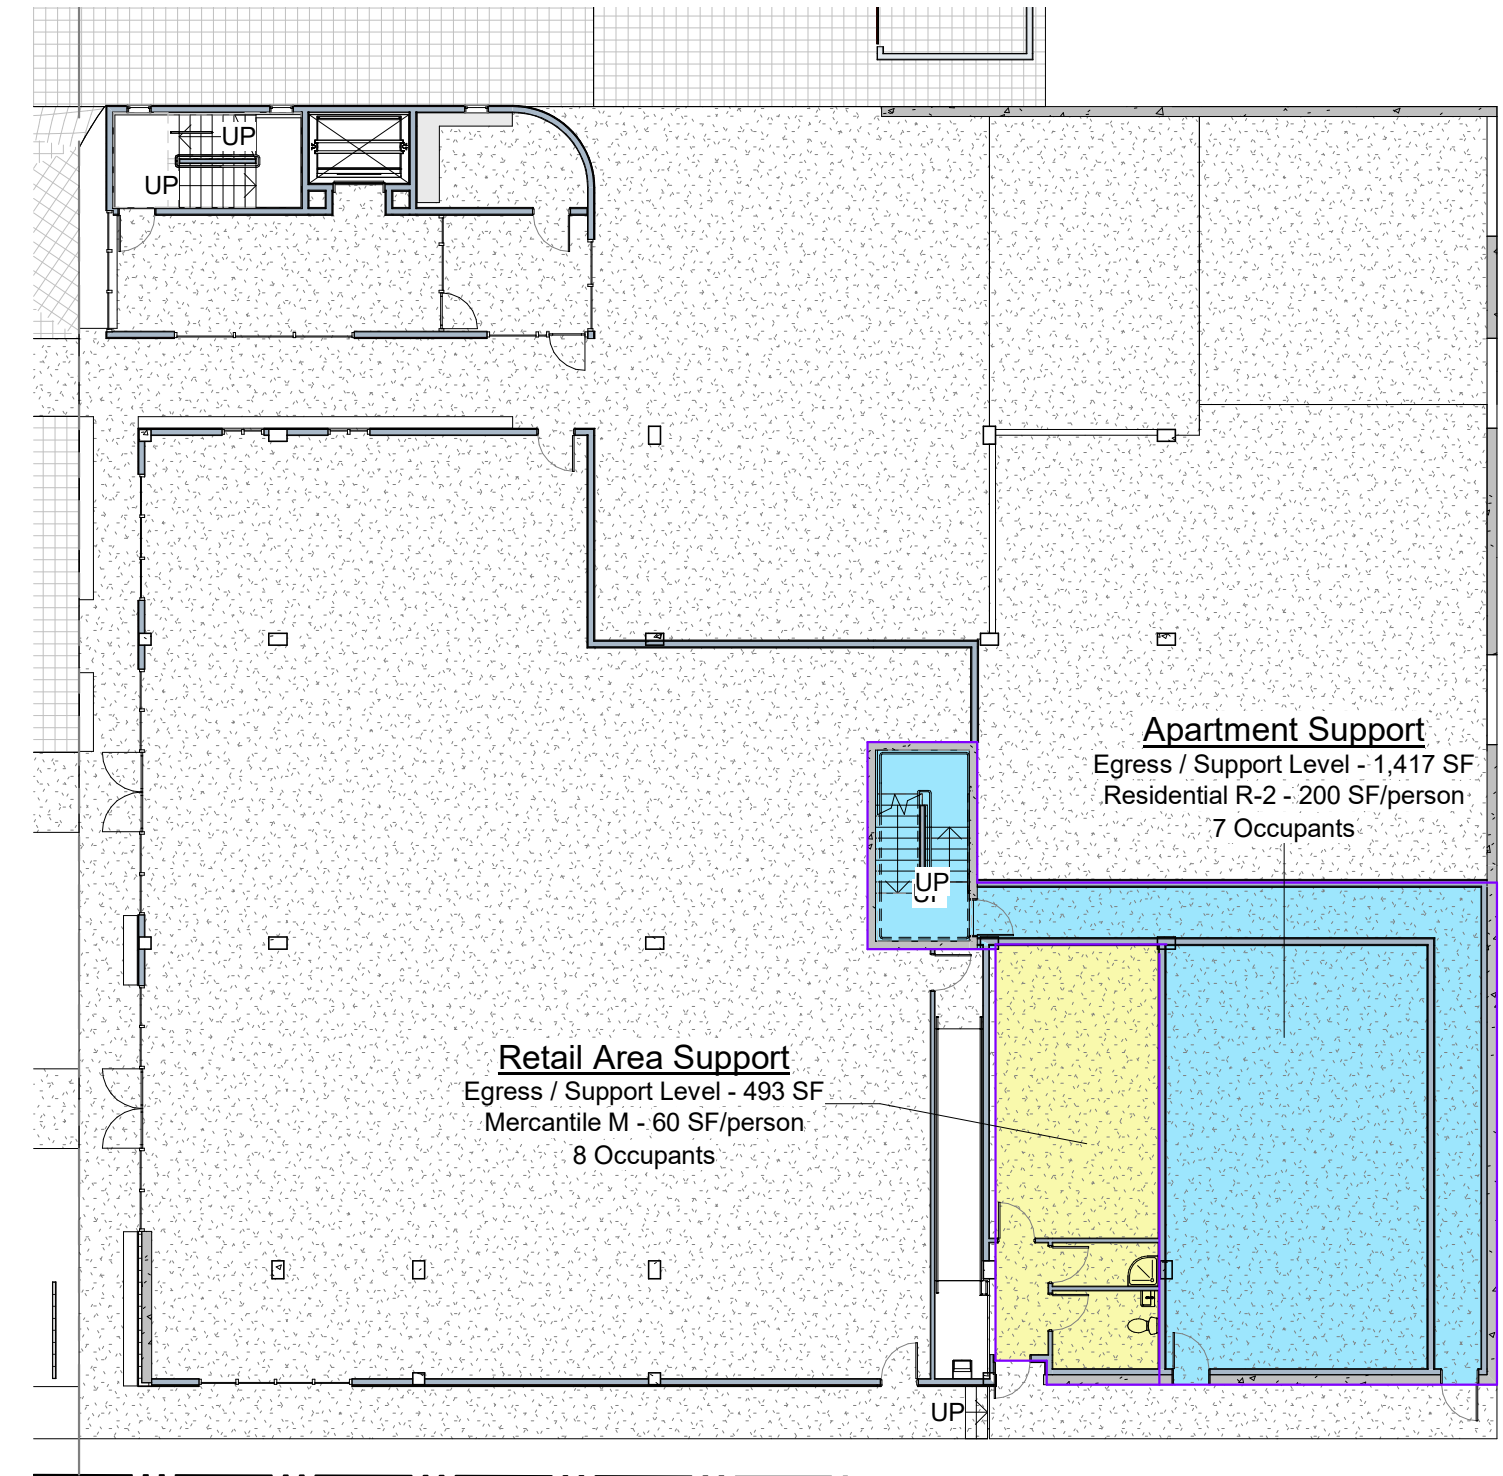 UP
UP
Apartment Support
Egress / Support Level - 1,417 SF
Residential R-2 - 200 SF/person
7 Occupants
UP
UP
Retail Area Support
Egress / Support Level - 493 SF
Mercantile M - 60 SF/person
8 Occupants
UP